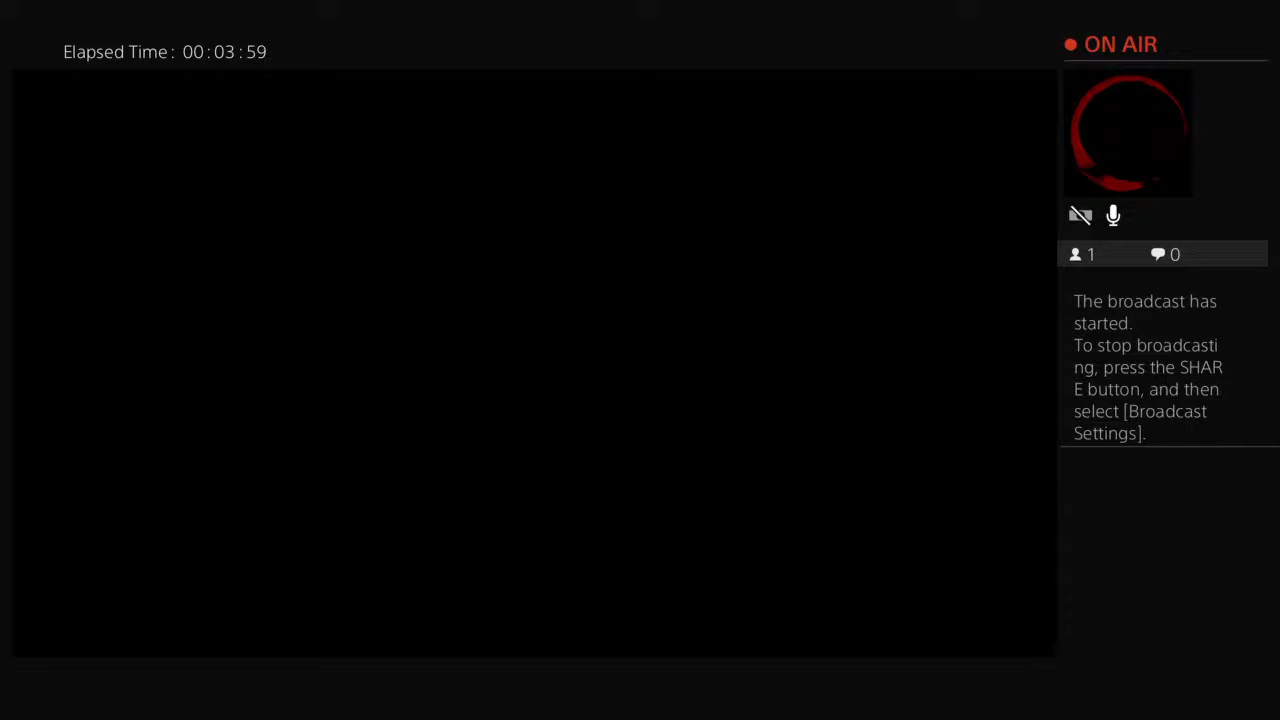 Elapsed Time: 00:03:59
ON AIR
1 0
The broadcast has
started.
To stop broadcasti
ng, press the SHAR
E button, and then
select [Broadcast
Settings].